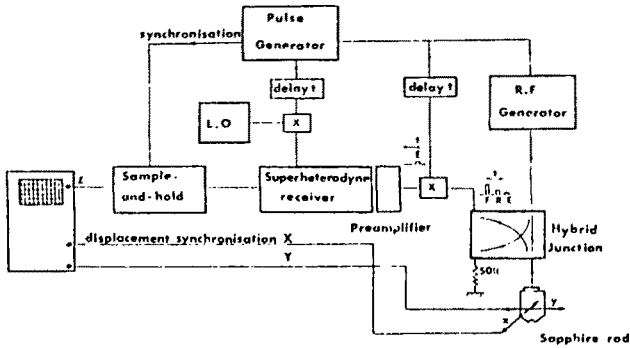 Pulse
Generator
synchronisation
delay t
delay t
R.F
Generator
L.O
X
Sample-
and-hold
Superheterodyne
receiver
Preamplifier
t
E
X
t
F R E
Hybrid
Junction
Z
displacement synchronisation X
Y
50Ω
x
y
Sapphire rod